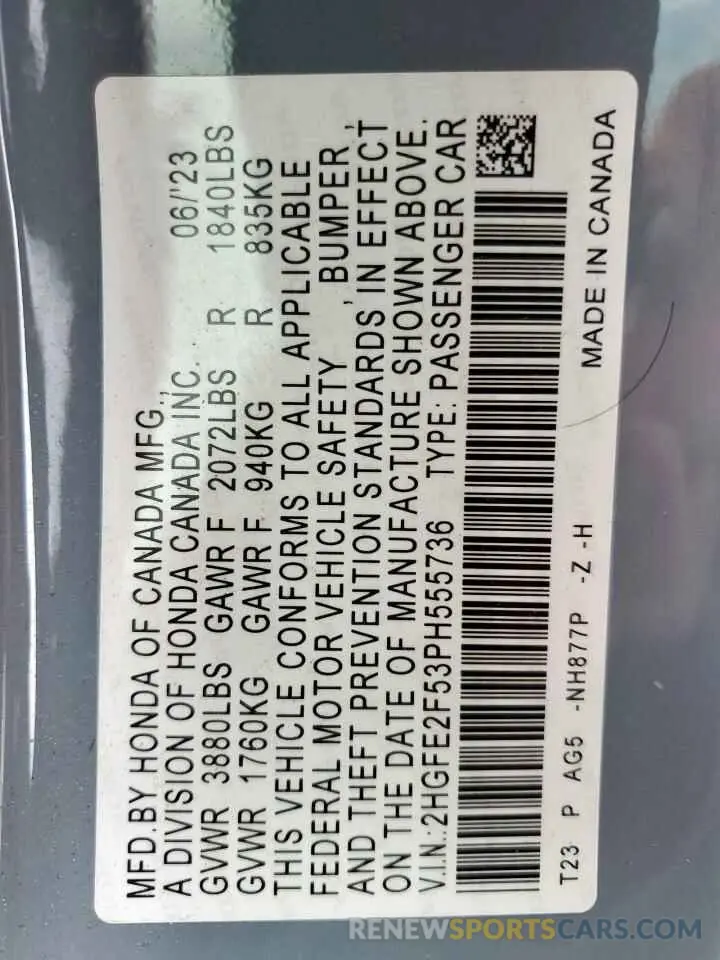 MFD.BY HONDA OF CANADA MFG., 06/'23
A DIVISION OF HONDA CANADA INC.
GVWR 3880LBS GAWR F 2072LBS R 1840LBS
GVWR 1760KG GAWR F 940KG R 835KG
THIS VEHICLE CONFORMS TO ALL APPLICABLE
FEDERAL MOTOR VEHICLE SAFETY , BUMPER ,
AND THEFT PREVENTION STANDARDS IN EFFECT
ON THE DATE OF MANUFACTURE SHOWN ABOVE.
V.I.N.:2HGFE2F53PH555736 TYPE: PASSENGER CAR
T23 P AG5 -NH877P -Z -H MADE IN CANADA
RENEWSPORTSCARS.COM